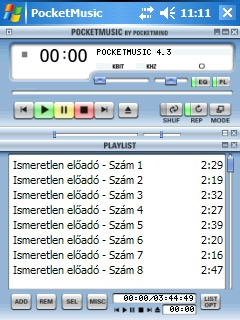 PocketMusic 11:11
POCKETMUSIC BY POCKETMIND
00:00 POCKETMUSIC 4.3
KBIT KHZ
EQ PL
SHUF REP MODE
PLAYLIST
Ismeretlen előadó - Szám 1 2:29
Ismeretlen előadó - Szám 2 2:19
Ismeretlen előadó - Szám 3 2:32
Ismeretlen előadó - Szám 4 2:27
Ismeretlen előadó - Szám 5 2:39
Ismeretlen előadó - Szám 6 2:20
Ismeretlen előadó - Szám 7 2:16
Ismeretlen előadó - Szám 8 2:47
ADD REM SEL MISC 00:00/03:44:49 LIST OPT
00:00